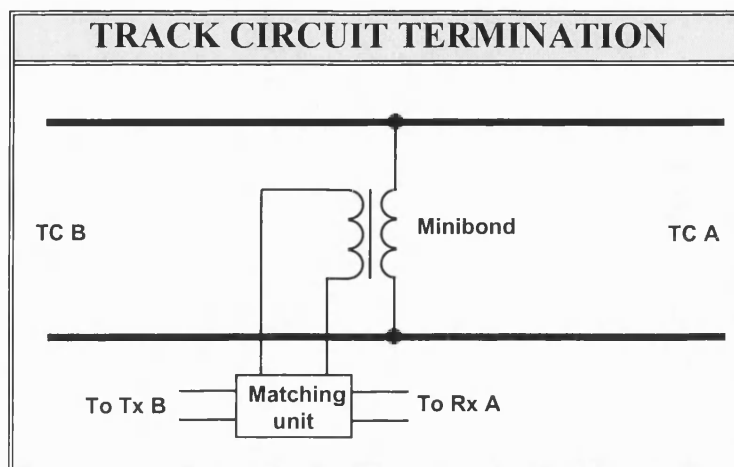 TRACK CIRCUIT TERMINATION
TC B
Minibond
TC A
To Tx B
Matching
unit
To Rx A